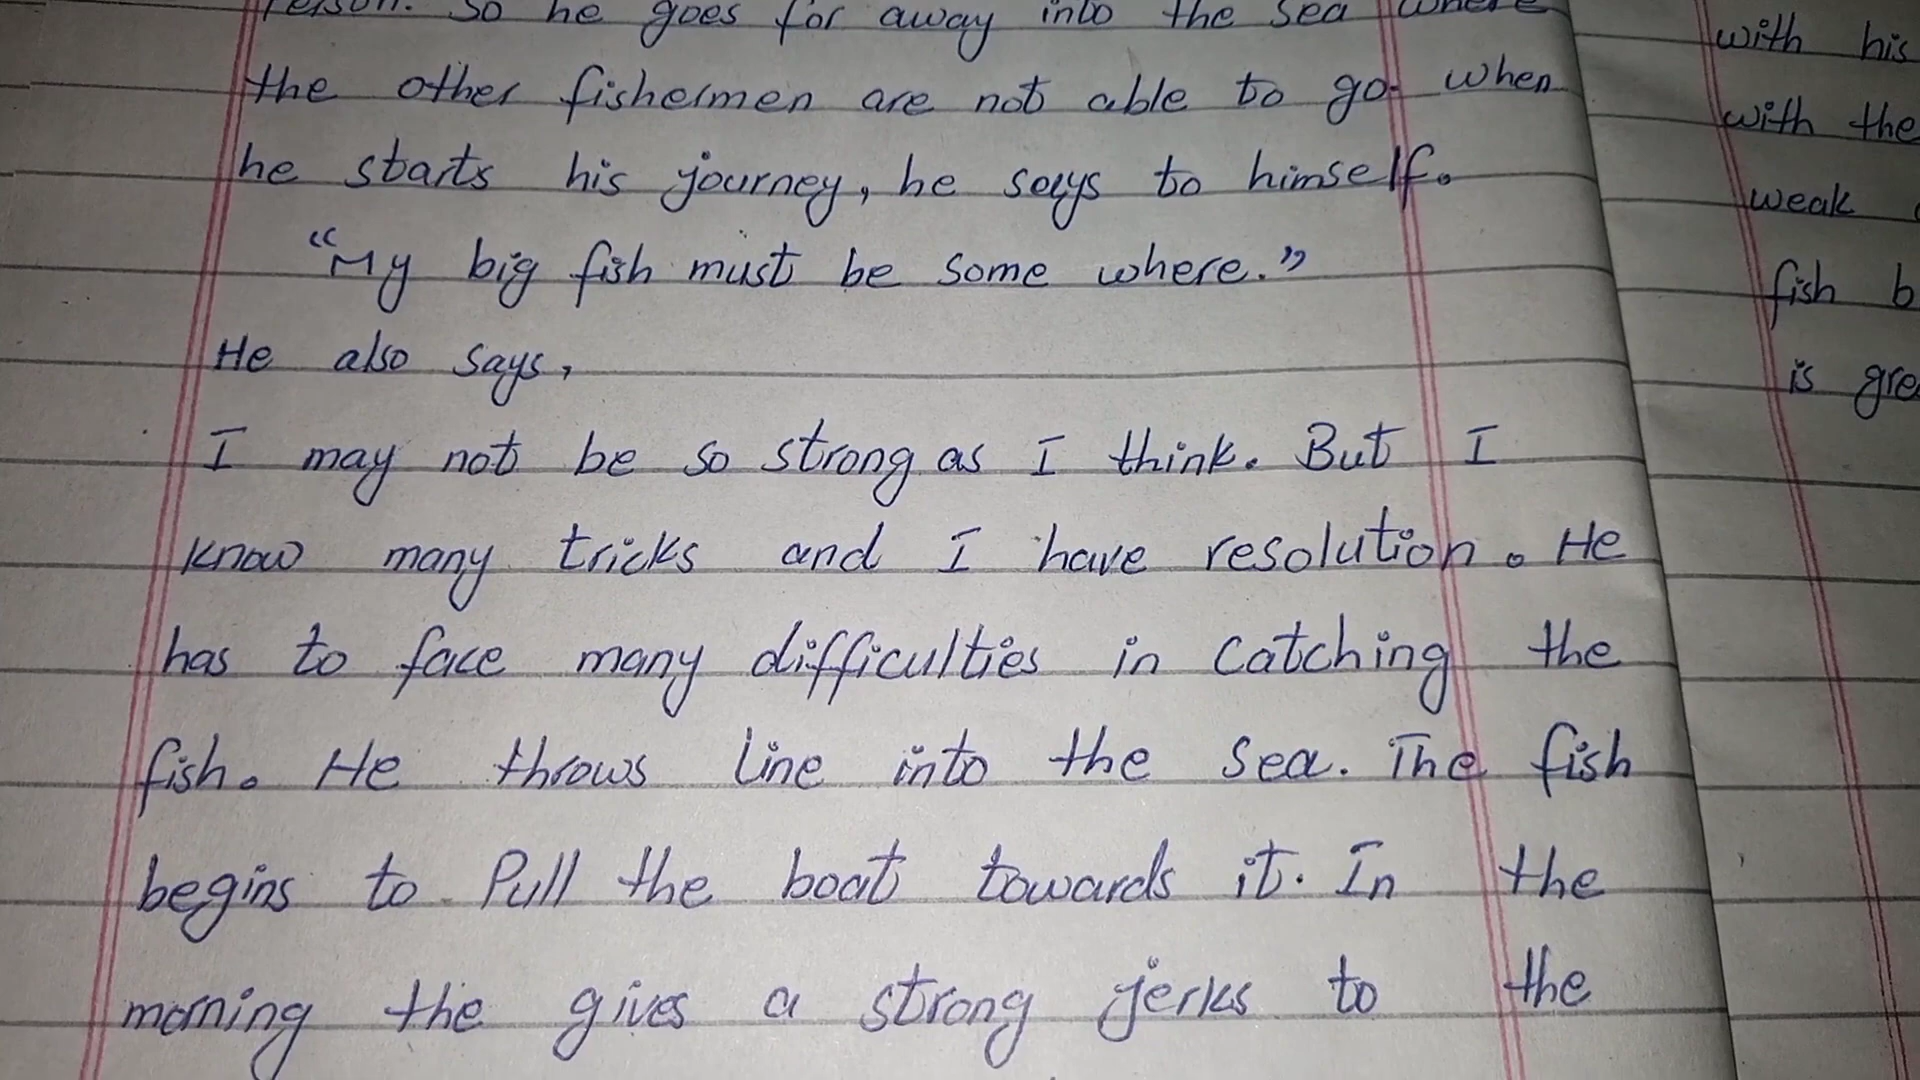 Person. So he goes for away into the sea where
the other fishermen are not able to go. when
he starts his journey, he says to himself.
"My big fish must be some where."
He also says,
I may not be so strong as I think. But I
know many tricks and I have resolution. He
has to face many difficulties in catching the
fish. He throws line into the sea. The fish
begins to Pull the boat towards it. In the
morning the gives a strong jerks to the
with his
with the
weak
fish
is